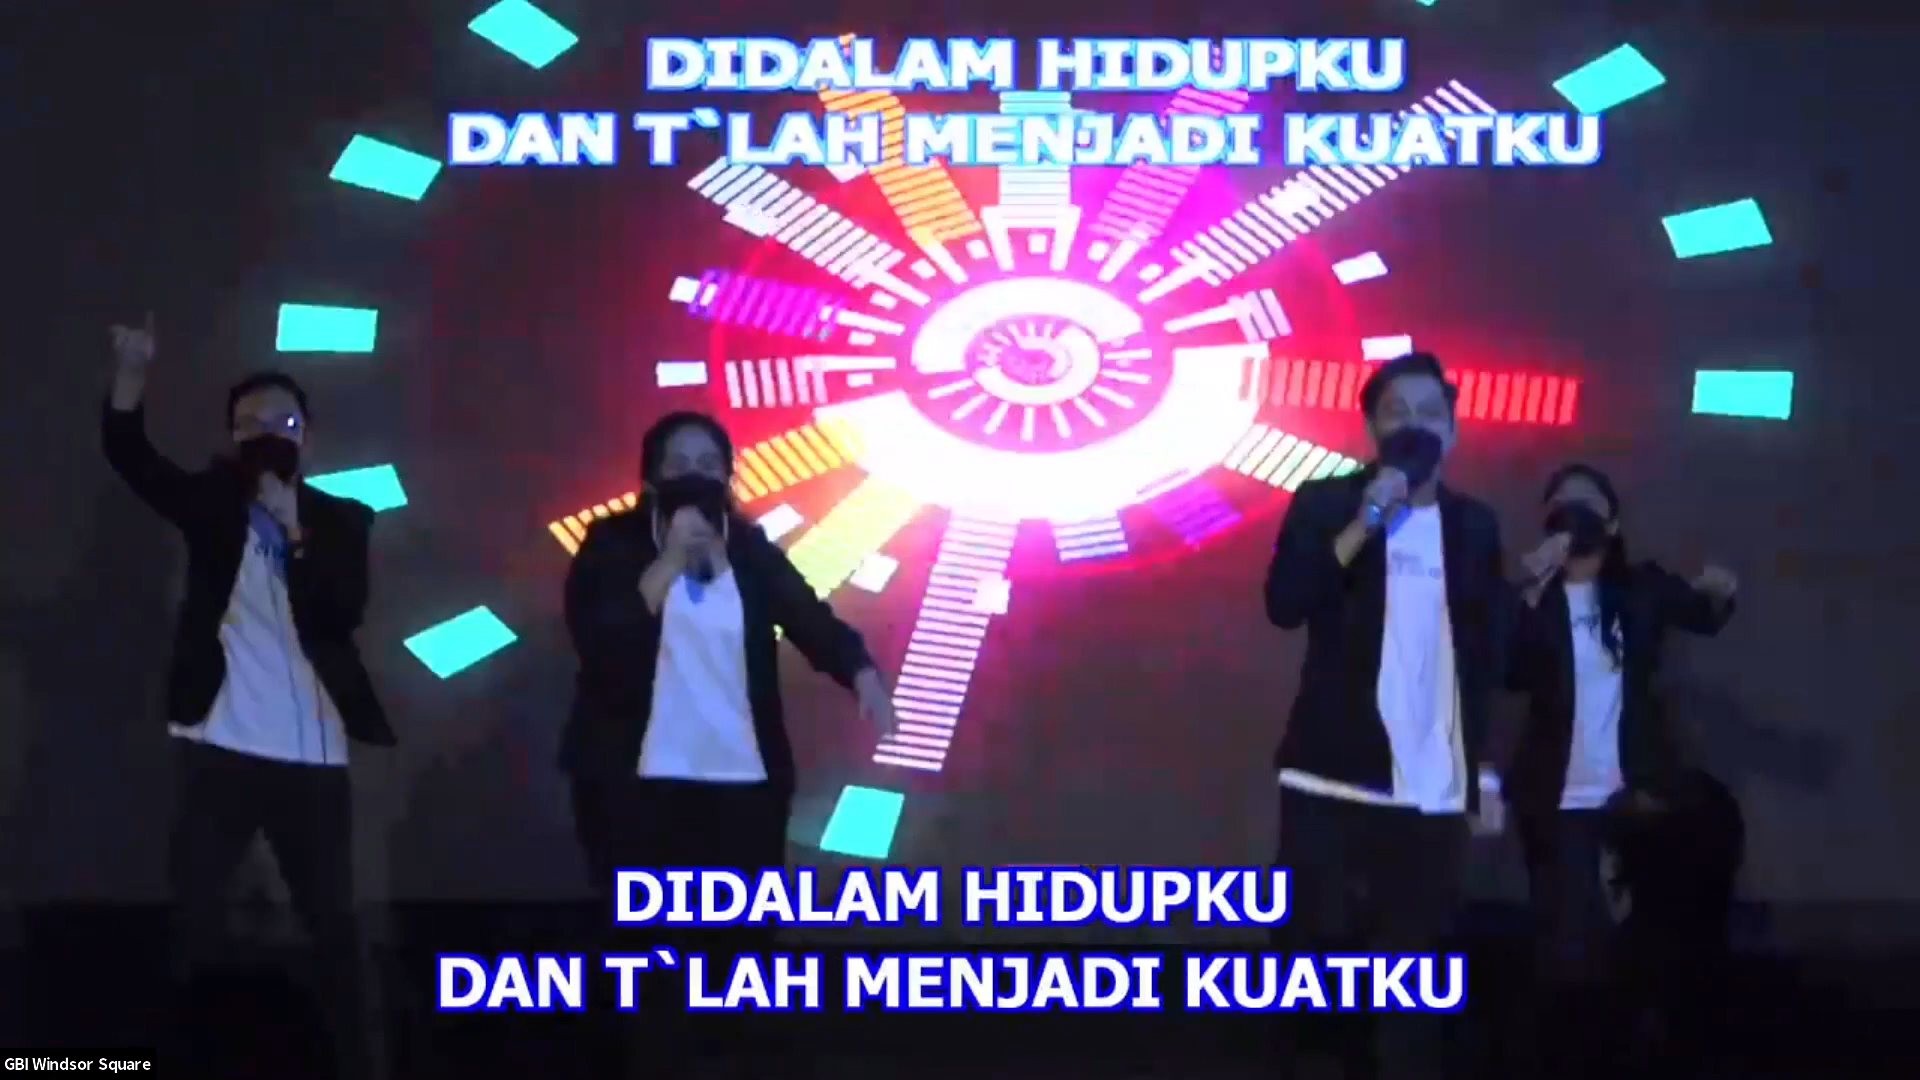 DIDALAM HIDUPKU
DAN T`LAH MENJADI KUATKU
DIDALAM HIDUPKU
DAN T`LAH MENJADI KUATKU
GBI Windsor Square